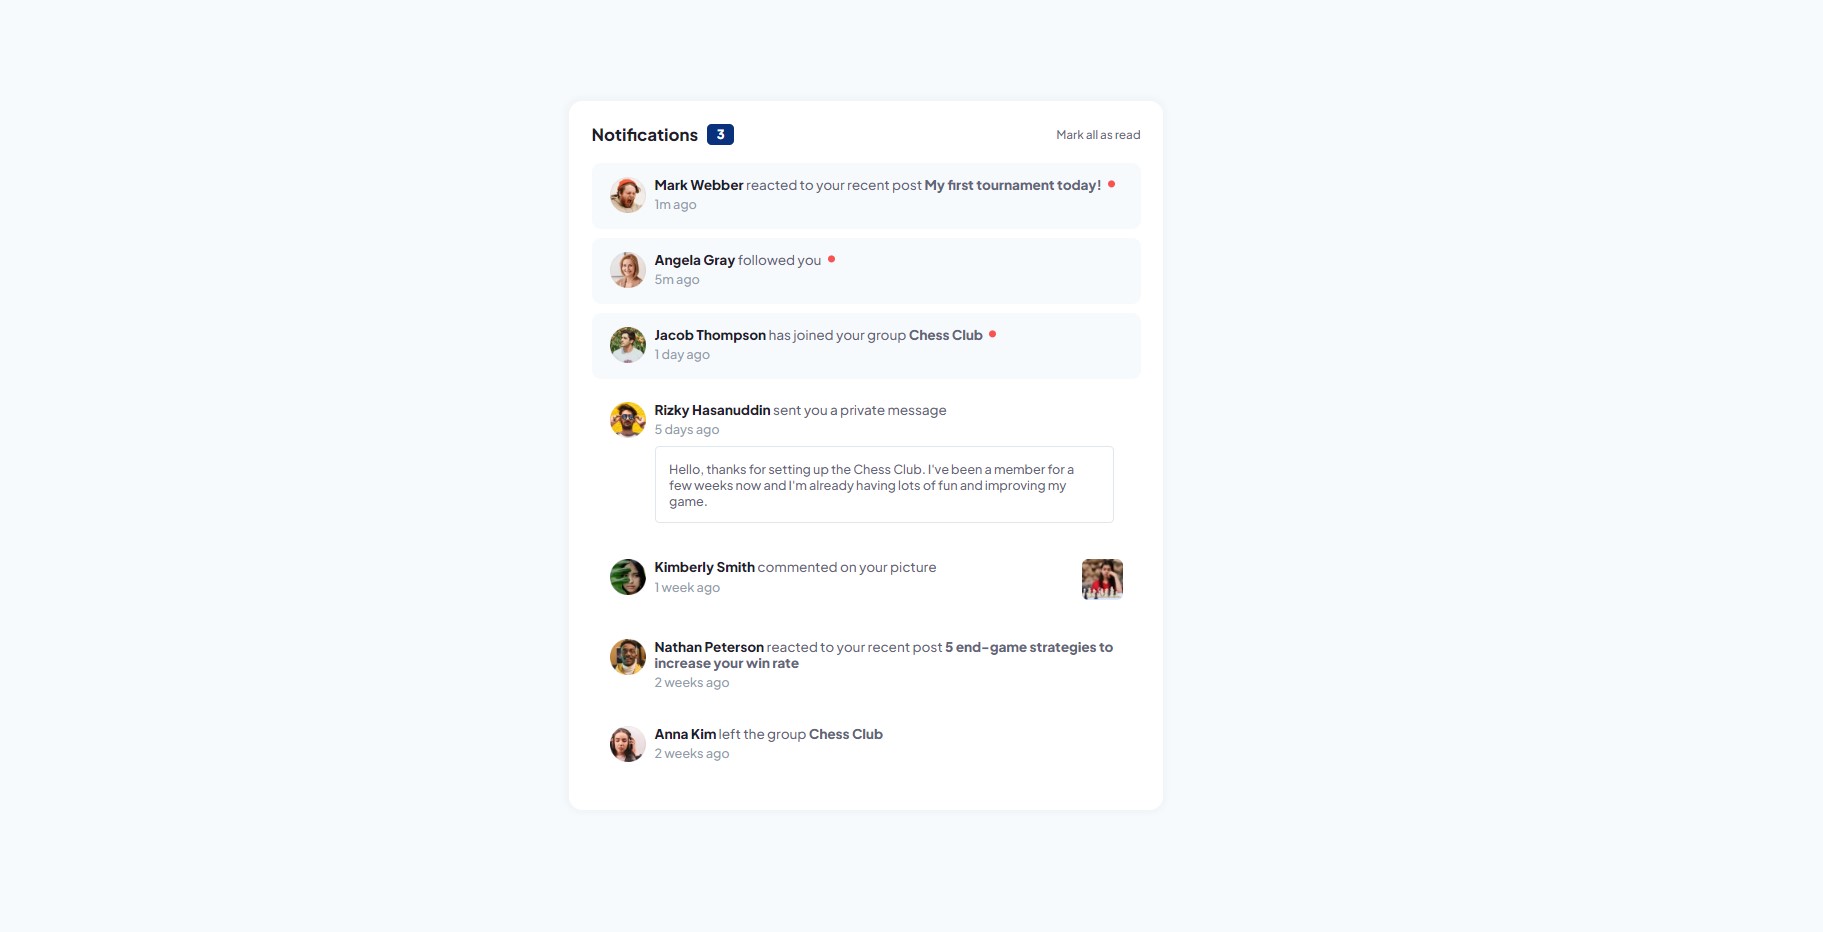 Notifications 3
Mark all as read
Mark Webber reacted to your recent post My first tournament today!
1m ago
Angela Gray followed you
5m ago
Jacob Thompson has joined your group Chess Club
1 day ago
Rizky Hasanuddin sent you a private message
5 days ago
Hello, thanks for setting up the Chess Club. I've been a member for a
few weeks now and I'm already having lots of fun and improving my
game.
Kimberly Smith commented on your picture
1 week ago
Nathan Peterson reacted to your recent post 5 end-game strategies to
increase your win rate
2 weeks ago
Anna Kim left the group Chess Club
2 weeks ago